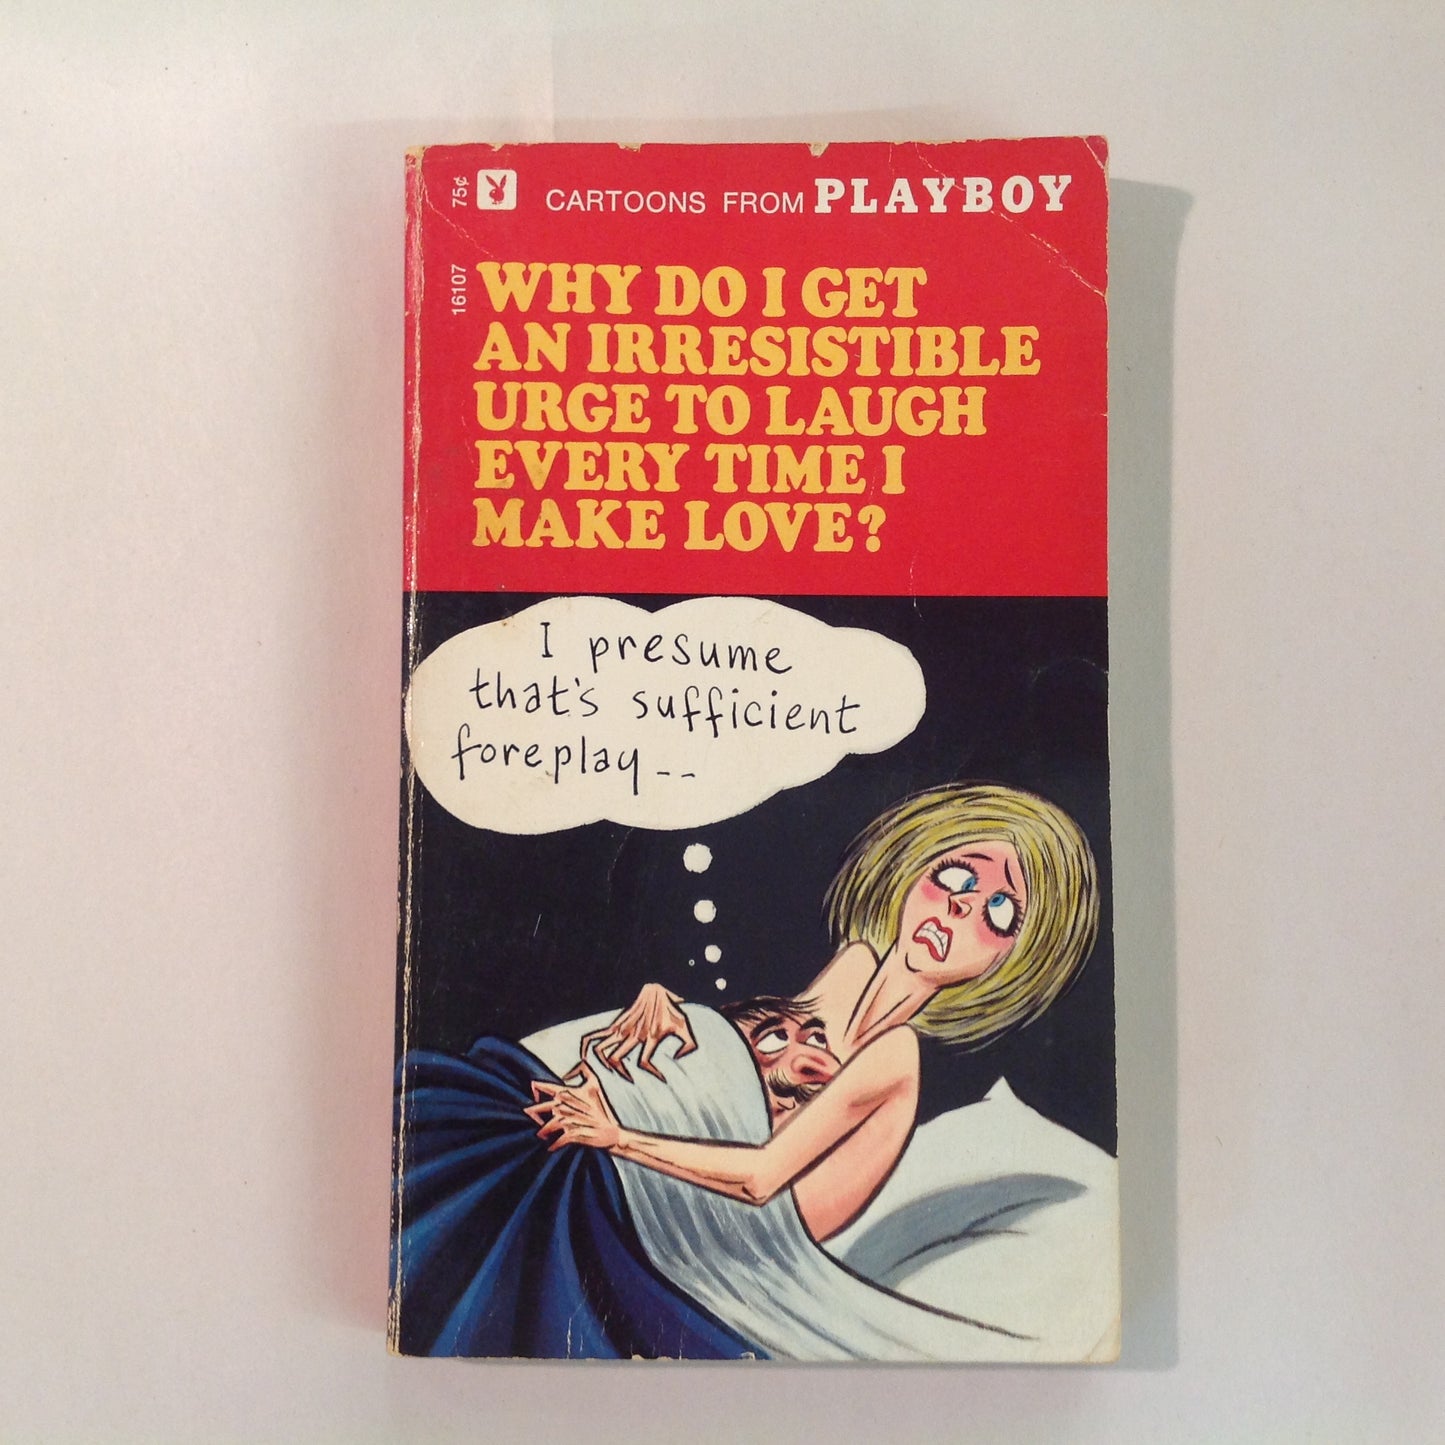 75¢
CARTOONS FROM PLAYBOY
16107
WHY DO I GET
AN IRRESISTIBLE
URGE TO LAUGH
EVERY TIME I
MAKE LOVE?
I presume
that's sufficient
foreplay--